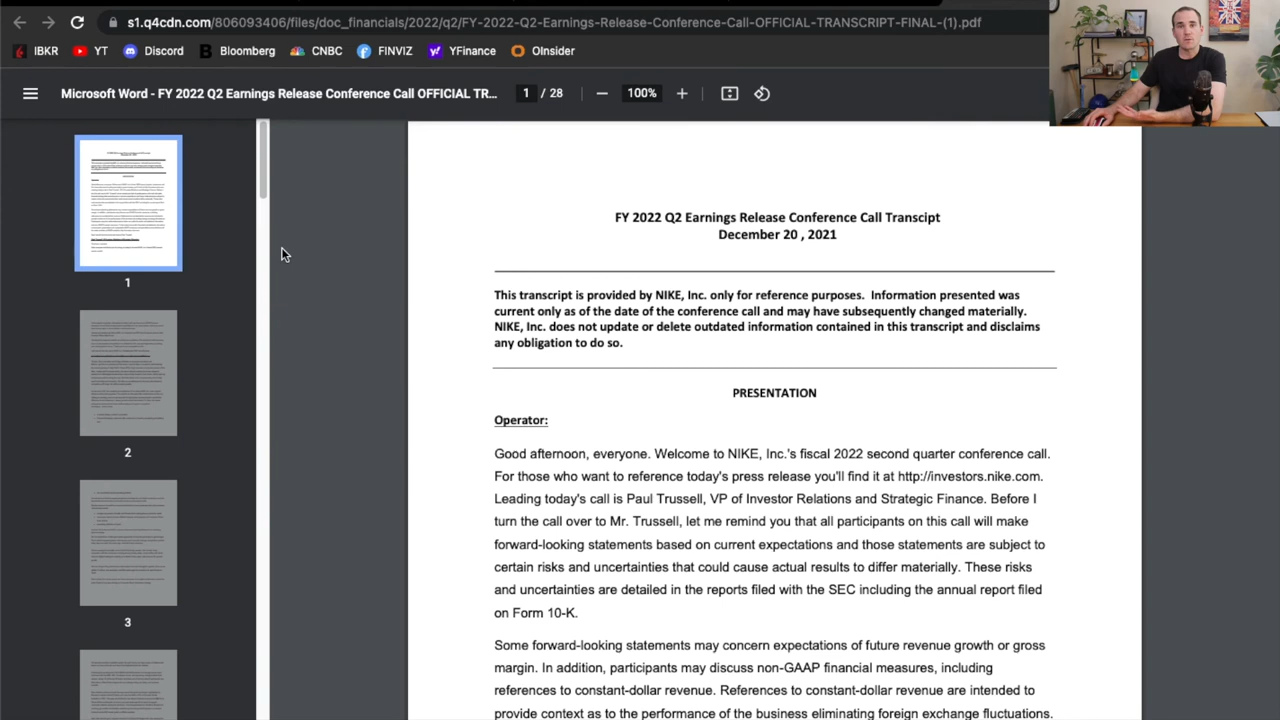 s1.q4cdn.com/806093406/files/doc_financials/2022/q2/FY-2022-Q2-Earnings-Release-Conference-Call-OFFICIAL-TRANSCRIPT-FINAL-(1).pdf
IBKR YT Discord Bloomberg CNBC FINVIZ YFinance OInsider
Microsoft Word - FY 2022 Q2 Earnings Release Conference Call OFFICIAL TR... 1 / 28 100%
1
2
3
FY 2022 Q2 Earnings Release Conference Call Transcipt
December 20 , 2021
This transcript is provided by NIKE, Inc. only for reference purposes. Information presented was
current only as of the date of the conference call and may have subsequently changed materially.
NIKE, Inc. does not update or delete outdated information contained in this transcript and disclaims
any obligation to do so.
PRESENTATION
Operator:
Good afternoon, everyone. Welcome to NIKE, Inc.'s fiscal 2022 second quarter conference call.
For those who want to reference today's press release you'll find it at http://investors.nike.com.
Leading today's call is Paul Trussell, VP of Investor Relations and Strategic Finance. Before I
turn the call over to Mr. Trussell, let me remind you that all participants on this call will make
forward-looking statements based on current expectations and those statements are subject to
certain risks and uncertainties that could cause actual results to differ materially. These risks
and uncertainties are detailed in the reports filed with the SEC including the annual report filed
on Form 10-K.
Some forward-looking statements may concern expectations of future revenue growth or gross
margin. In addition, participants may discuss non-GAAP financial measures, including
references to constant-dollar revenue. References to constant-dollar revenue are intended to
provide context as to the performance of the business eliminating foreign exchange fluctuations.